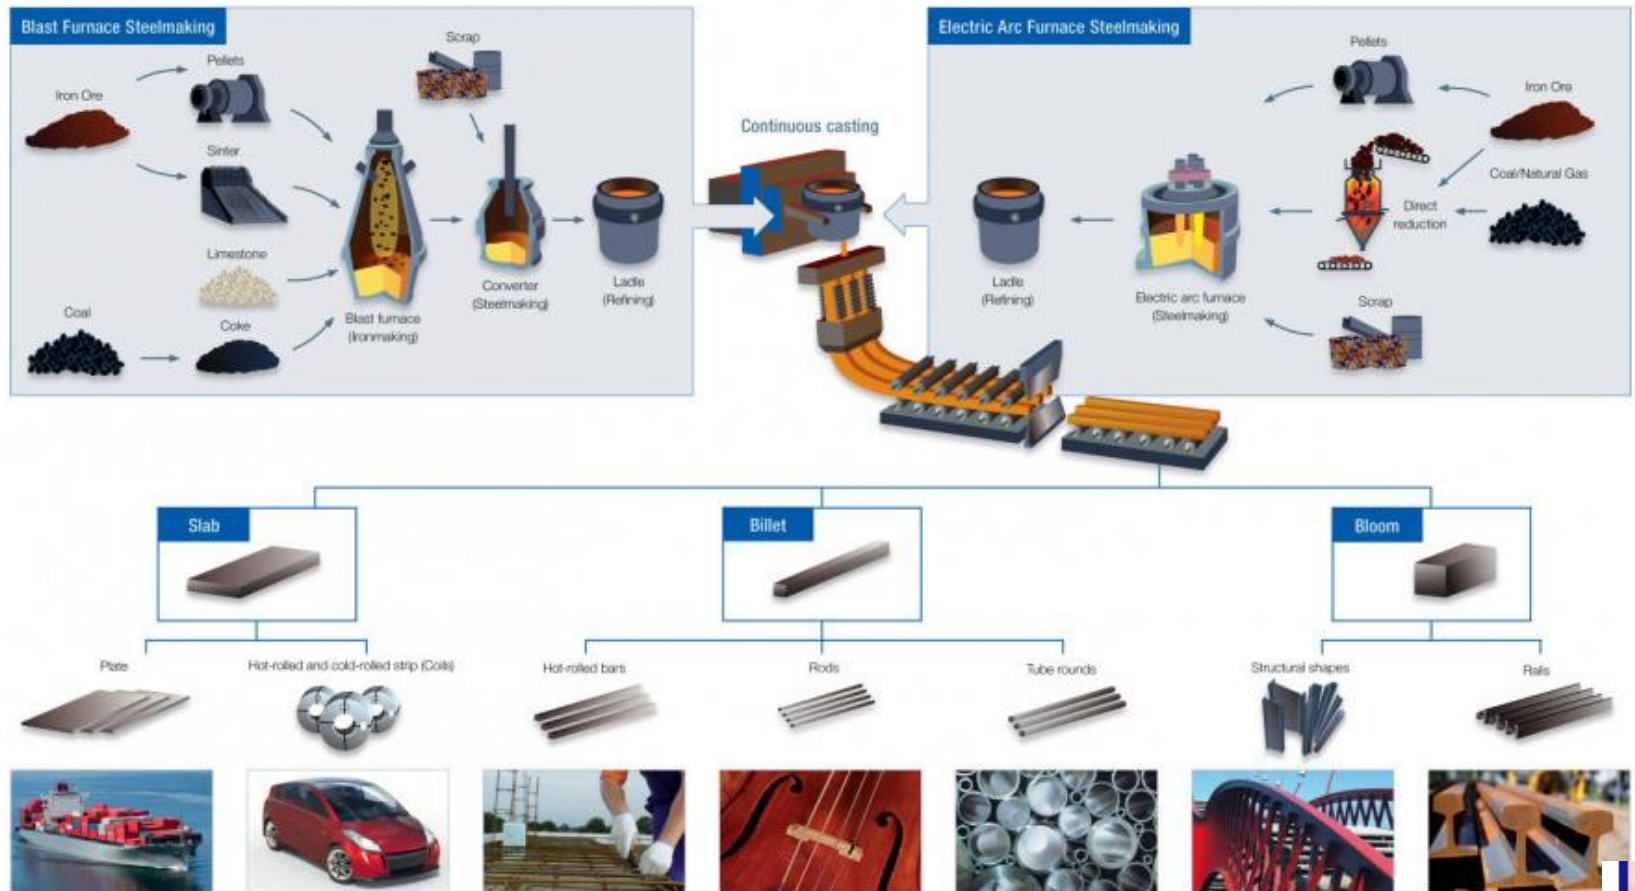 Blast Furnace Steelmaking
Iron Ore
Pellets
Sinter
Limestone
Coal
Coke
Blast furnace
(Ironmaking)
Scrap
Converter
(Steelmaking)
Ladle
(Refining)
Continuous casting
Electric Arc Furnace Steelmaking
Pellets
Iron Ore
Coal/Natural Gas
Direct
reduction
Scrap
Electric arc furnace
(Steelmaking)
Ladle
(Refining)
Slab
Billet
Bloom
Plate
Hot-rolled and cold-rolled strip (Coils)
Hot-rolled bars
Rods
Tube rounds
Structural shapes
Rails